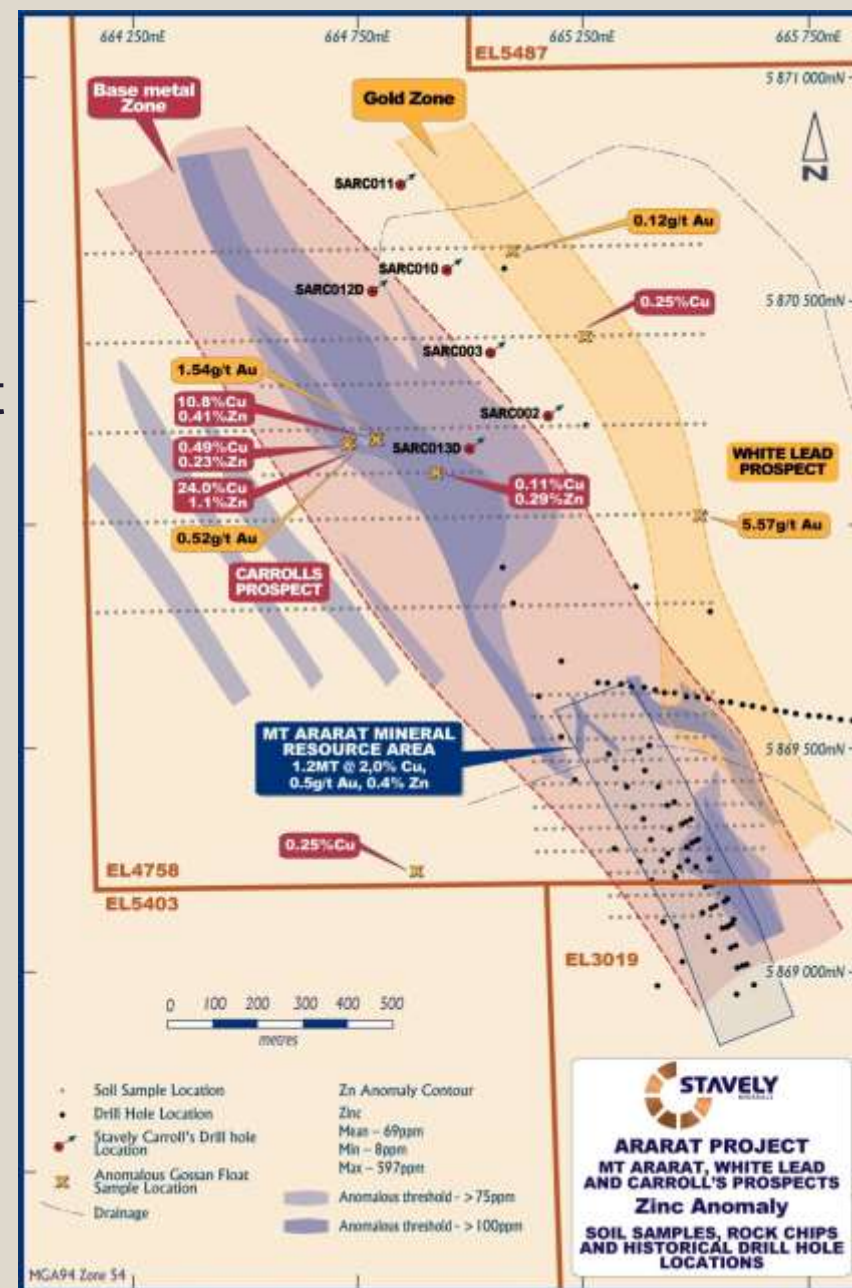 664 250mE
664 750mE
665 250mE
665 750mE
EL5487
5 871 000mN
Base metal
Zone
Gold Zone
N
SARC011
0.12g/t Au
SARC010
SARC012D
0.25%Cu
5 870 500mN
SARC003
1.54g/t Au
10.8%Cu
0.41%Zn
SARC002
0.49%Cu
0.23%Zn
SARC013D
WHITE LEAD
PROSPECT
24.0%Cu
1.1%Zn
0.11%Cu
0.29%Zn
0.52g/t Au
5.57g/t Au
CARROLLS
PROSPECT
MT ARARAT MINERAL
RESOURCE AREA
1.2MT @ 2,0% Cu,
0.5g/t Au, 0.4% Zn
5 869 500mN
0.25%Cu
EL4758
EL5403
EL3019
5 869 000mN
0 100 200 300 400 500
metres
Soil Sample Location
Drill Hole Location
Stavely Carroll's Drill hole
Location
Anomalous Gossan Float
Sample Location
Drainage
Zn Anomaly Contour
Zinc
Mean – 69ppm
Min – 8ppm
Max – 597ppm
Anomalous threshold - >75ppm
Anomalous threshold - >100ppm
STAVELY
MINERALS
ARARAT PROJECT
MT ARARAT, WHITE LEAD
AND CARROLL'S PROSPECTS
Zinc Anomaly
SOIL SAMPLES, ROCK CHIPS
AND HISTORICAL DRILL HOLE
LOCATIONS
MGA94 Zone 54